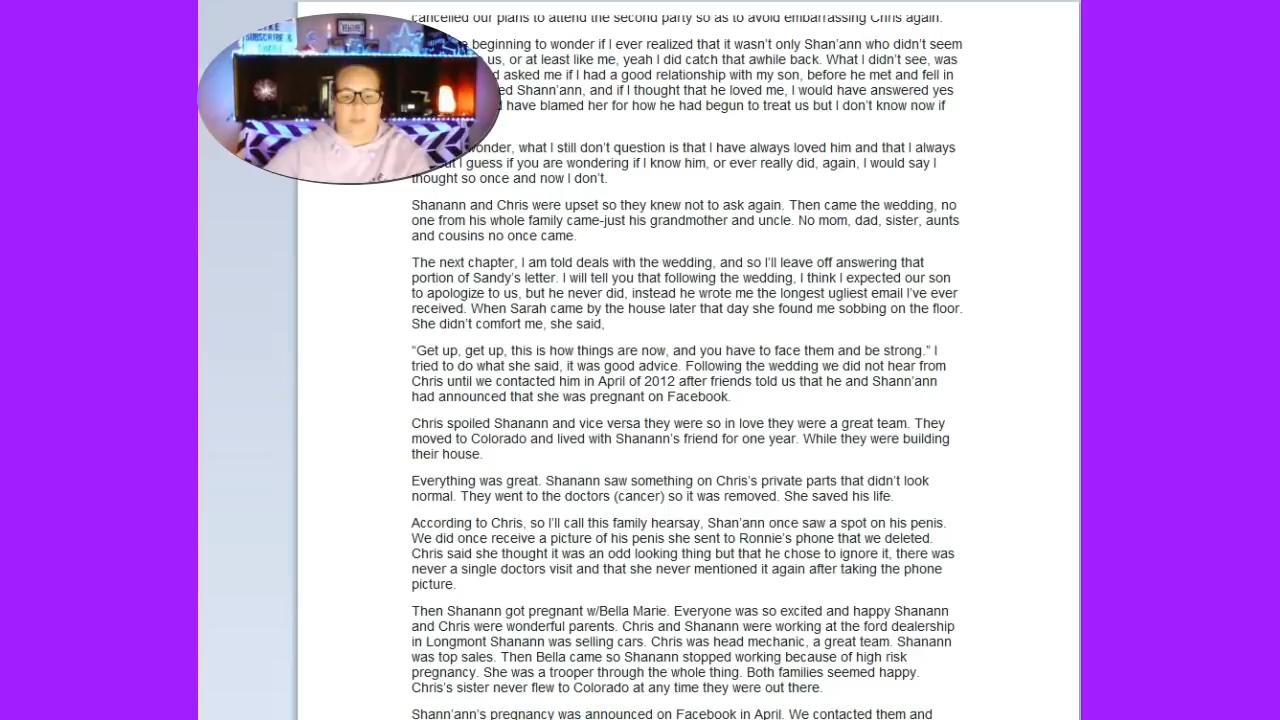 cancelled our plans to attend the second party so as to avoid embarrassing Chris again.
SUBSCRIBE &
beginning to wonder if I ever realized that it wasn't only Shan'ann who didn't seem
us, or at least like me, yeah I did catch that awhile back. What I didn't see, was
asked me if I had a good relationship with my son, before he met and fell in
Shann'ann, and if I thought that he loved me, I would have answered yes
have blamed her for how he had begun to treat us but I don't know now if
wonder, what I still don't question is that I have always loved him and that I always
I guess if you are wondering if I know him, or ever really did, again, I would say I
thought so once and now I don't.
Shanann and Chris were upset so they knew not to ask again. Then came the wedding, no
one from his whole family came-just his grandmother and uncle. No mom, dad, sister, aunts
and cousins no once came.
The next chapter, I am told deals with the wedding, and so I'll leave off answering that
portion of Sandy's letter. I will tell you that following the wedding, I think I expected our son
to apologize to us, but he never did, instead he wrote me the longest ugliest email I've ever
received. When Sarah came by the house later that day she found me sobbing on the floor.
She didn't comfort me, she said,
“Get up, get up, this is how things are now, and you have to face them and be strong.” I
tried to do what she said, it was good advice. Following the wedding we did not hear from
Chris until we contacted him in April of 2012 after friends told us that he and Shann'ann
had announced that she was pregnant on Facebook.
Chris spoiled Shanann and vice versa they were so in love they were a great team. They
moved to Colorado and lived with Shanann's friend for one year. While they were building
their house.
Everything was great. Shanann saw something on Chris's private parts that didn't look
normal. They went to the doctors (cancer) so it was removed. She saved his life.
According to Chris, so I'll call this family hearsay, Shan'ann once saw a spot on his penis.
We did once receive a picture of his penis she sent to Ronnie's phone that we deleted.
Chris said she thought it was an odd looking thing but that he chose to ignore it, there was
never a single doctors visit and that she never mentioned it again after taking the phone
picture.
Then Shanann got pregnant w/Bella Marie. Everyone was so excited and happy Shanann
and Chris were wonderful parents. Chris and Shanann were working at the ford dealership
in Longmont Shanann was selling cars. Chris was head mechanic, a great team. Shanann
was top sales. Then Bella came so Shanann stopped working because of high risk
pregnancy. She was a trooper through the whole thing. Both families seemed happy.
Chris's sister never flew to Colorado at any time they were out there.
Shann'ann's pregnancy was announced on Facebook in April. We contacted them and